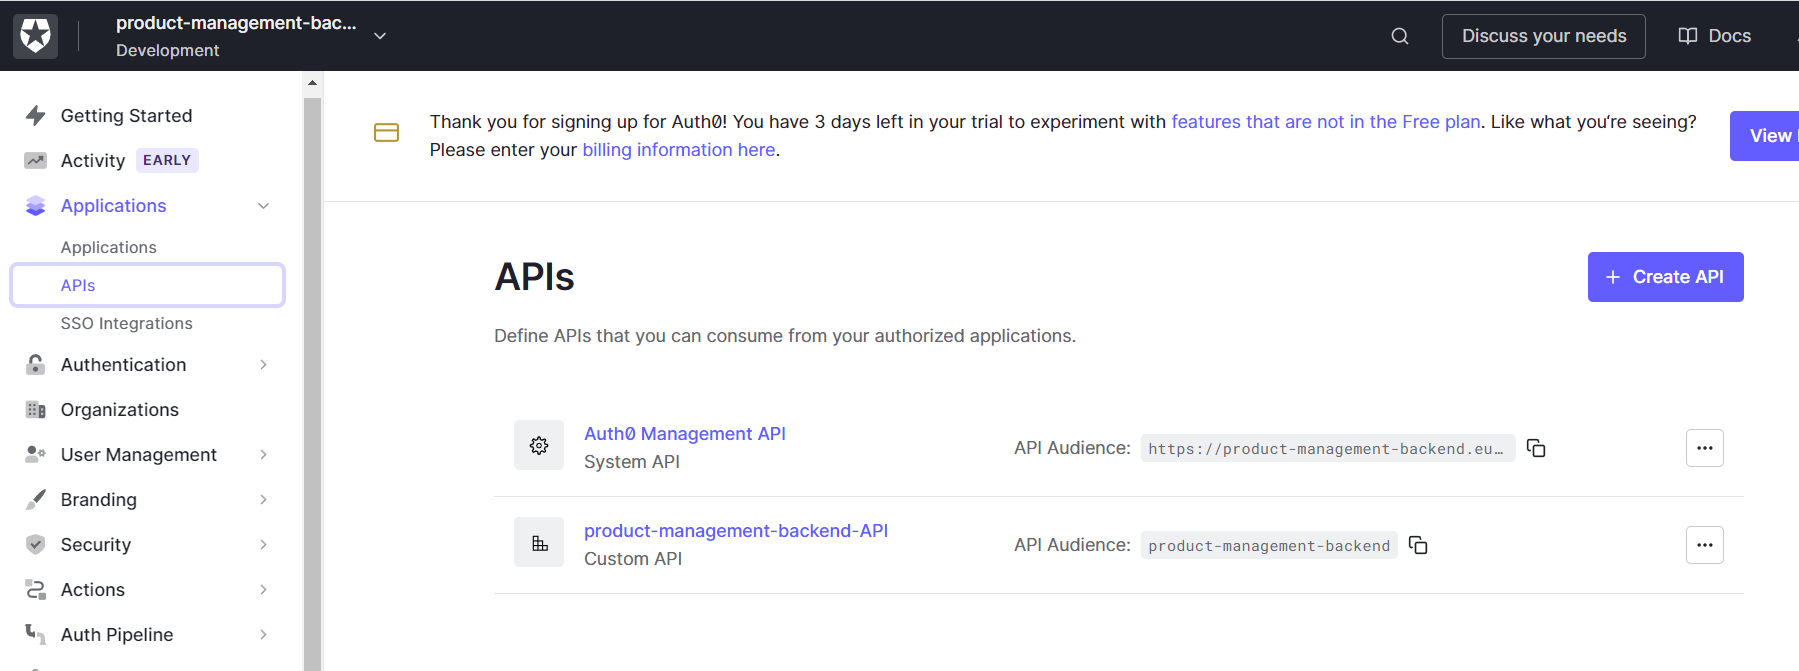 product-management-bac...
Development
Discuss your needs
Docs
Getting Started
Activity EARLY
Applications
Applications
APIs
SSO Integrations
Authentication
Organizations
User Management
Branding
Security
Actions
Auth Pipeline
Thank you for signing up for Auth0! You have 3 days left in your trial to experiment with features that are not in the Free plan. Like what you're seeing?
Please enter your billing information here.
View
APIs
+ Create API
Define APIs that you can consume from your authorized applications.
Auth0 Management API
System API
API Audience: https://product-management-backend.eu…
product-management-backend-API
Custom API
API Audience: product-management-backend